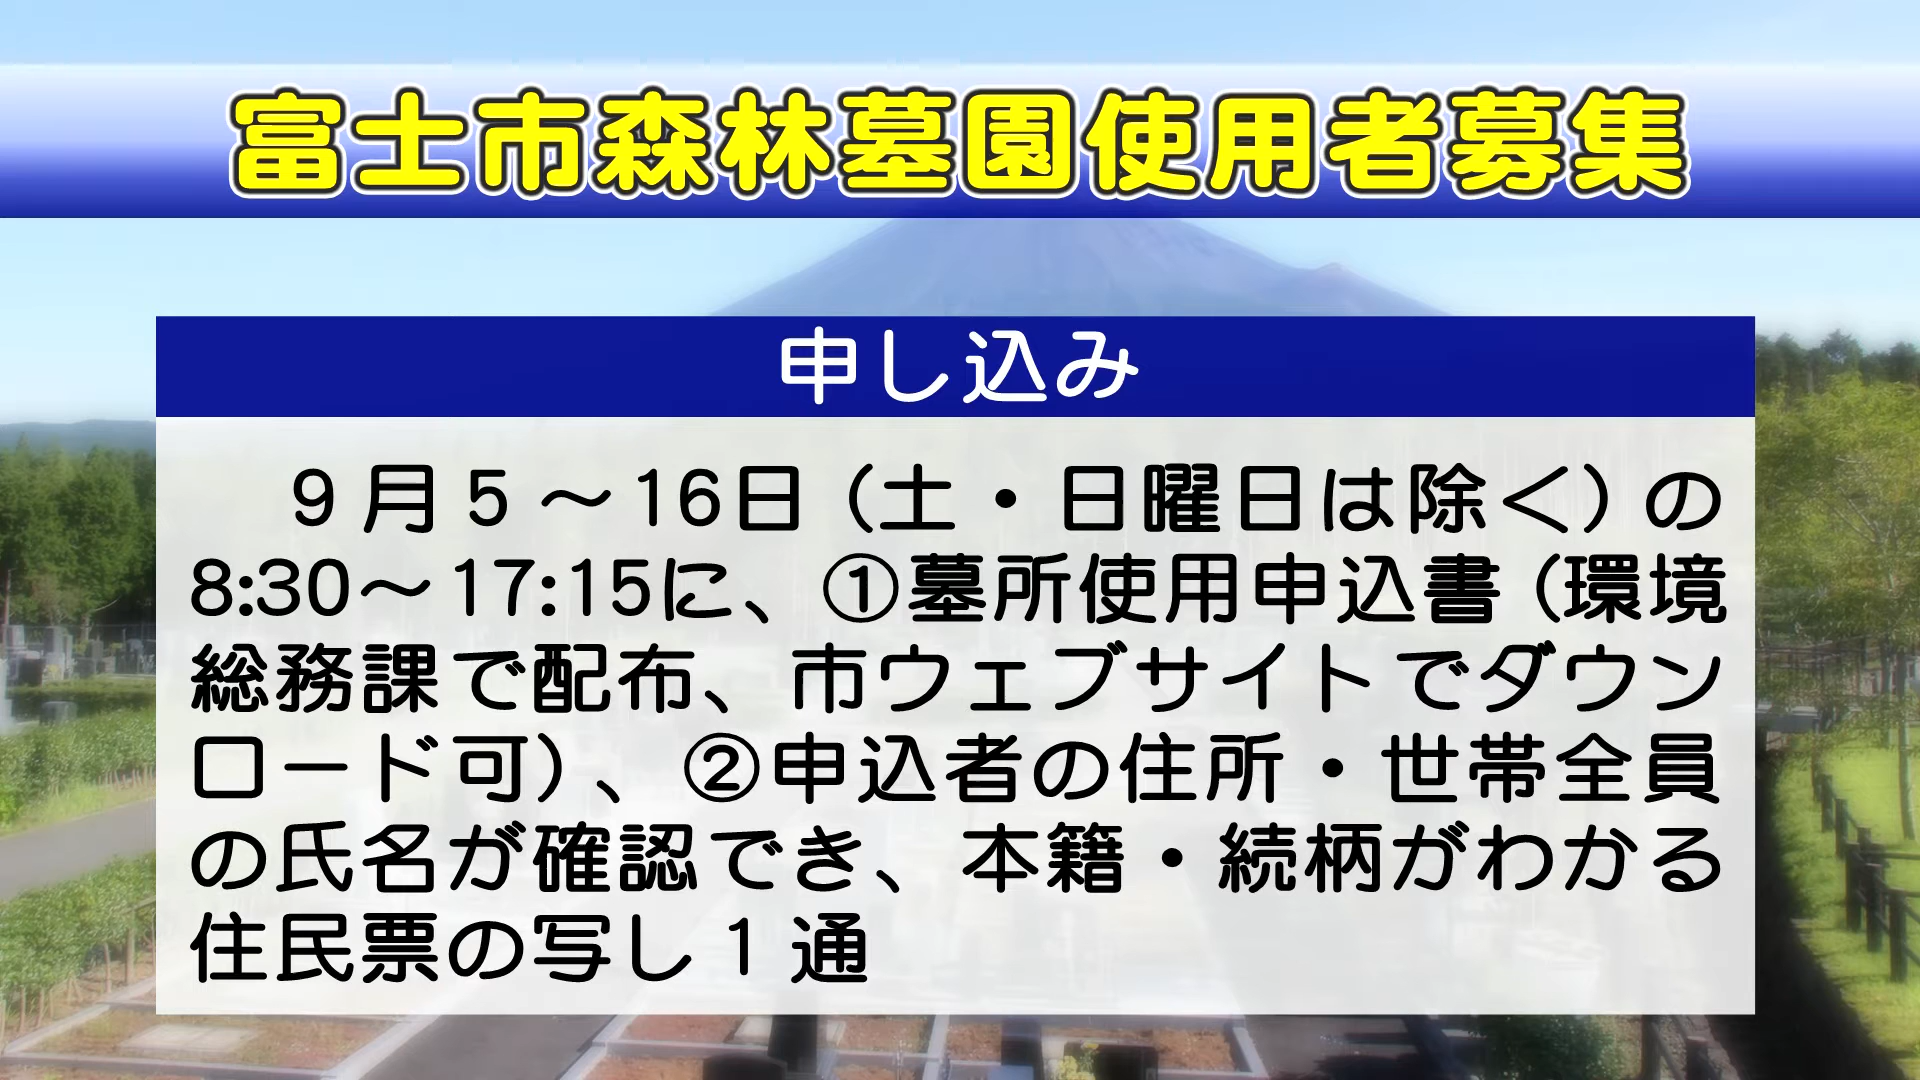 富士市森林墓園使用者募集
申し込み
9月5～16日（土・日曜日は除く）の
8:30～17:15に、①墓所使用申込書（環境
総務課で配布、市ウェブサイトでダウン
ロード可）、②申込者の住所・世帯全員
の氏名が確認でき、本籍・続柄がわかる
住民票の写し1通